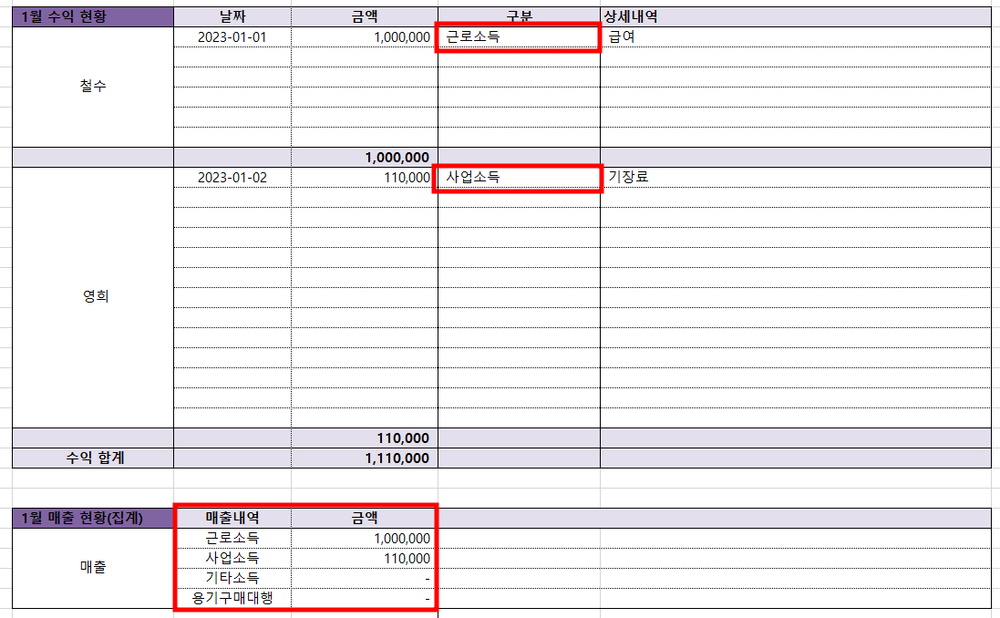 1월 수익 현황 날짜 금액 구분 상세내역
2023-01-01 1,000,000 근로소득 급여
철수
1,000,000
2023-01-02 110,000 사업소득 기장료
영희
110,000
수익 합계 1,110,000
1월 매출 현황(집계) 매출내역 금액
근로소득 1,000,000
사업소득 110,000
매출
기타소득 -
용기구매대행 -